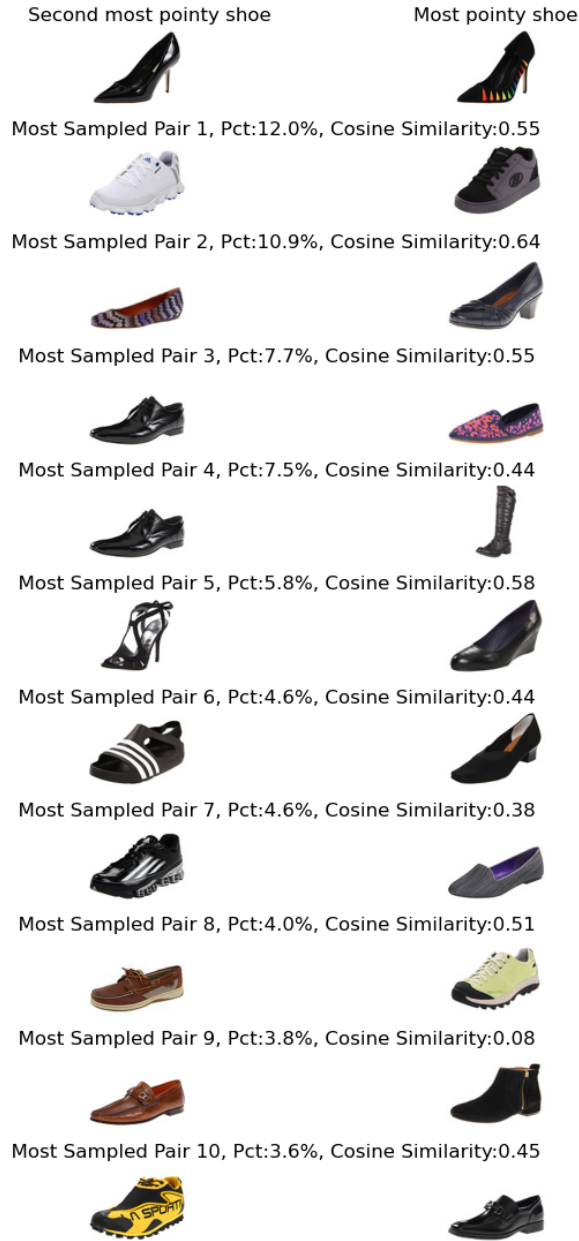 Second most pointy shoe
Most pointy shoe
Most Sampled Pair 1, Pct:12.0%, Cosine Similarity:0.55
Most Sampled Pair 2, Pct:10.9%, Cosine Similarity:0.64
Most Sampled Pair 3, Pct:7.7%, Cosine Similarity:0.55
Most Sampled Pair 4, Pct:7.5%, Cosine Similarity:0.44
Most Sampled Pair 5, Pct:5.8%, Cosine Similarity:0.58
Most Sampled Pair 6, Pct:4.6%, Cosine Similarity:0.44
Most Sampled Pair 7, Pct:4.6%, Cosine Similarity:0.38
Most Sampled Pair 8, Pct:4.0%, Cosine Similarity:0.51
Most Sampled Pair 9, Pct:3.8%, Cosine Similarity:0.08
Most Sampled Pair 10, Pct:3.6%, Cosine Similarity:0.45